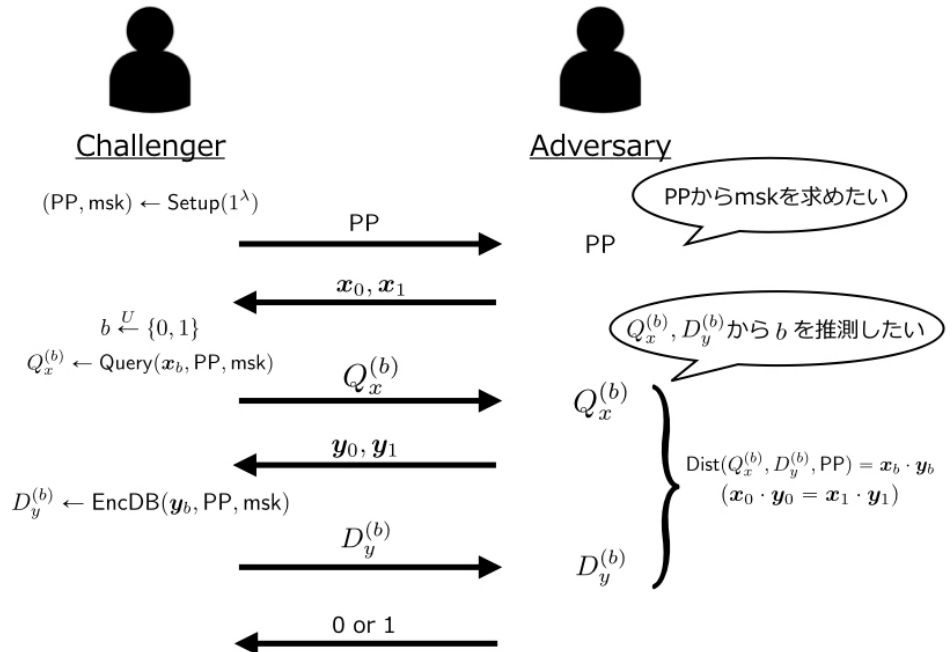 Challenger
Adversary
(PP, msk) ← Setup(1^λ)
PPからmskを求めたい
PP
PP
x_0, x_1
b ←^U {0, 1}
Q_x^{(b)}, D_y^{(b)}から b を推測したい
Q_x^{(b)} ← Query(x_b, PP, msk)
Q_x^{(b)}
Q_x^{(b)}
y_0, y_1
Dist(Q_x^{(b)}, D_y^{(b)}, PP) = x_b · y_b
(x_0 · y_0 = x_1 · y_1)
D_y^{(b)} ← EncDB(y_b, PP, msk)
D_y^{(b)}
D_y^{(b)}
0 or 1